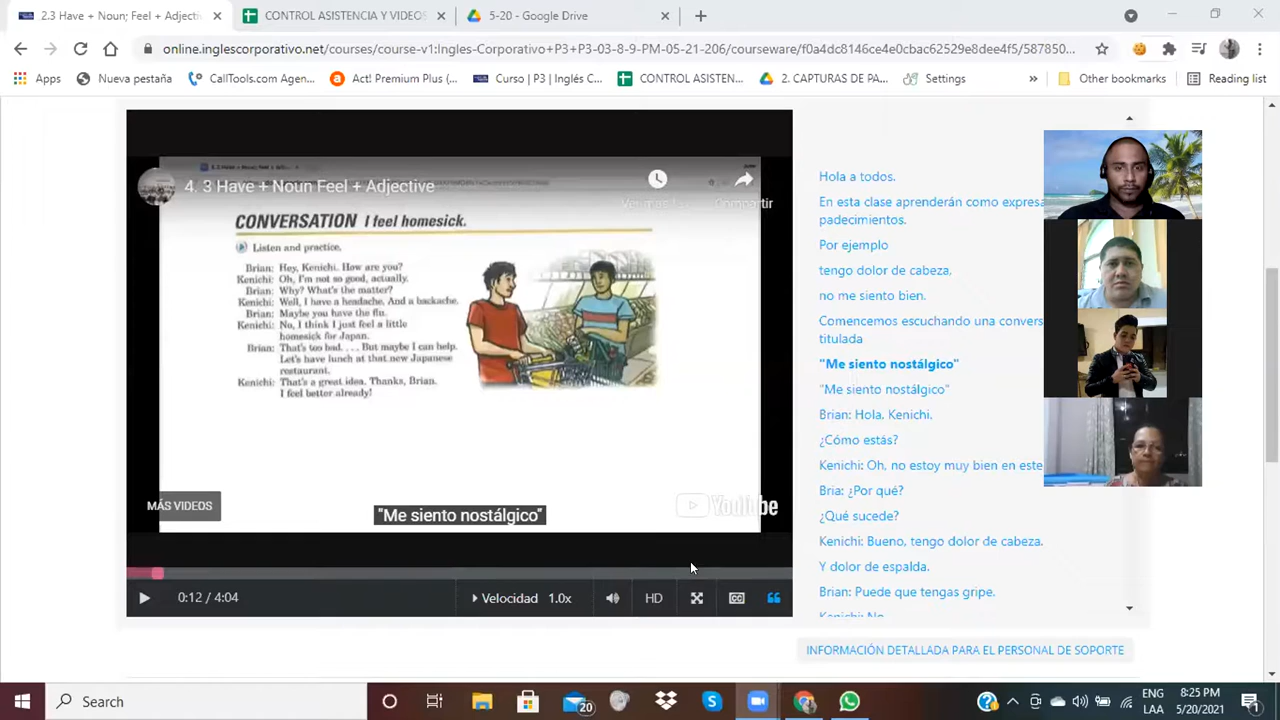 2.3 Have + Noun; Feel + Adjecti
CONTROL ASISTENCIA Y VIDEOS
5-20 - Google Drive
online.inglescorporativo.net/courses/course-v1:Ingles-Corporativo+P3+P3-03-8-9-PM-05-21-206/courseware/f0a4dc8146ce4e0cbac62529e8dee4f5/587850...
Apps
Nueva pestaña
CallTools.com Agen...
Act! Premium Plus (...
Curso | P3 | Inglés C...
CONTROL ASISTEN...
2. CAPTURAS DE PA...
Settings
»
Other bookmarks
Reading list
4. 3 Have + Noun Feel + Adjective
Compartir
CONVERSATION I feel homesick.
Listen and practice.
Brian: Hey, Kenichi. How are you?
Kenichi: Oh, I'm not so good, actually.
Brian: Why? What's the matter?
Kenichi: Well, I have a headache. And a backache.
Brian: Maybe you have the flu.
Kenichi: No, I think I just feel a little
homesick for Japan.
Brian: That's too bad. . . . But maybe I can help.
Let's have lunch at that new Japanese
restaurant.
Kenichi: That's a great idea. Thanks, Brian.
I feel better already!
MÁS VIDEOS
YouTube
"Me siento nostálgico"
0:12 / 4:04
Velocidad 1.0x
HD
Hola a todos.
En esta clase aprenderán como expresa
padecimientos.
Por ejemplo
tengo dolor de cabeza,
no me siento bien.
Comencemos escuchando una convers
titulada
"Me siento nostálgico"
"Me siento nostálgico"
Brian: Hola. Kenichi.
¿Cómo estás?
Kenichi: Oh, no estoy muy bien en este
Bria: ¿Por qué?
¿Qué sucede?
Kenichi: Bueno, tengo dolor de cabeza.
Y dolor de espalda.
Brian: Puede que tengas gripe.
Kenichi: No
INFORMACIÓN DETALLADA PARA EL PERSONAL DE SOPORTE
Search
20
ENG
LAA
8:25 PM
5/20/2021
1